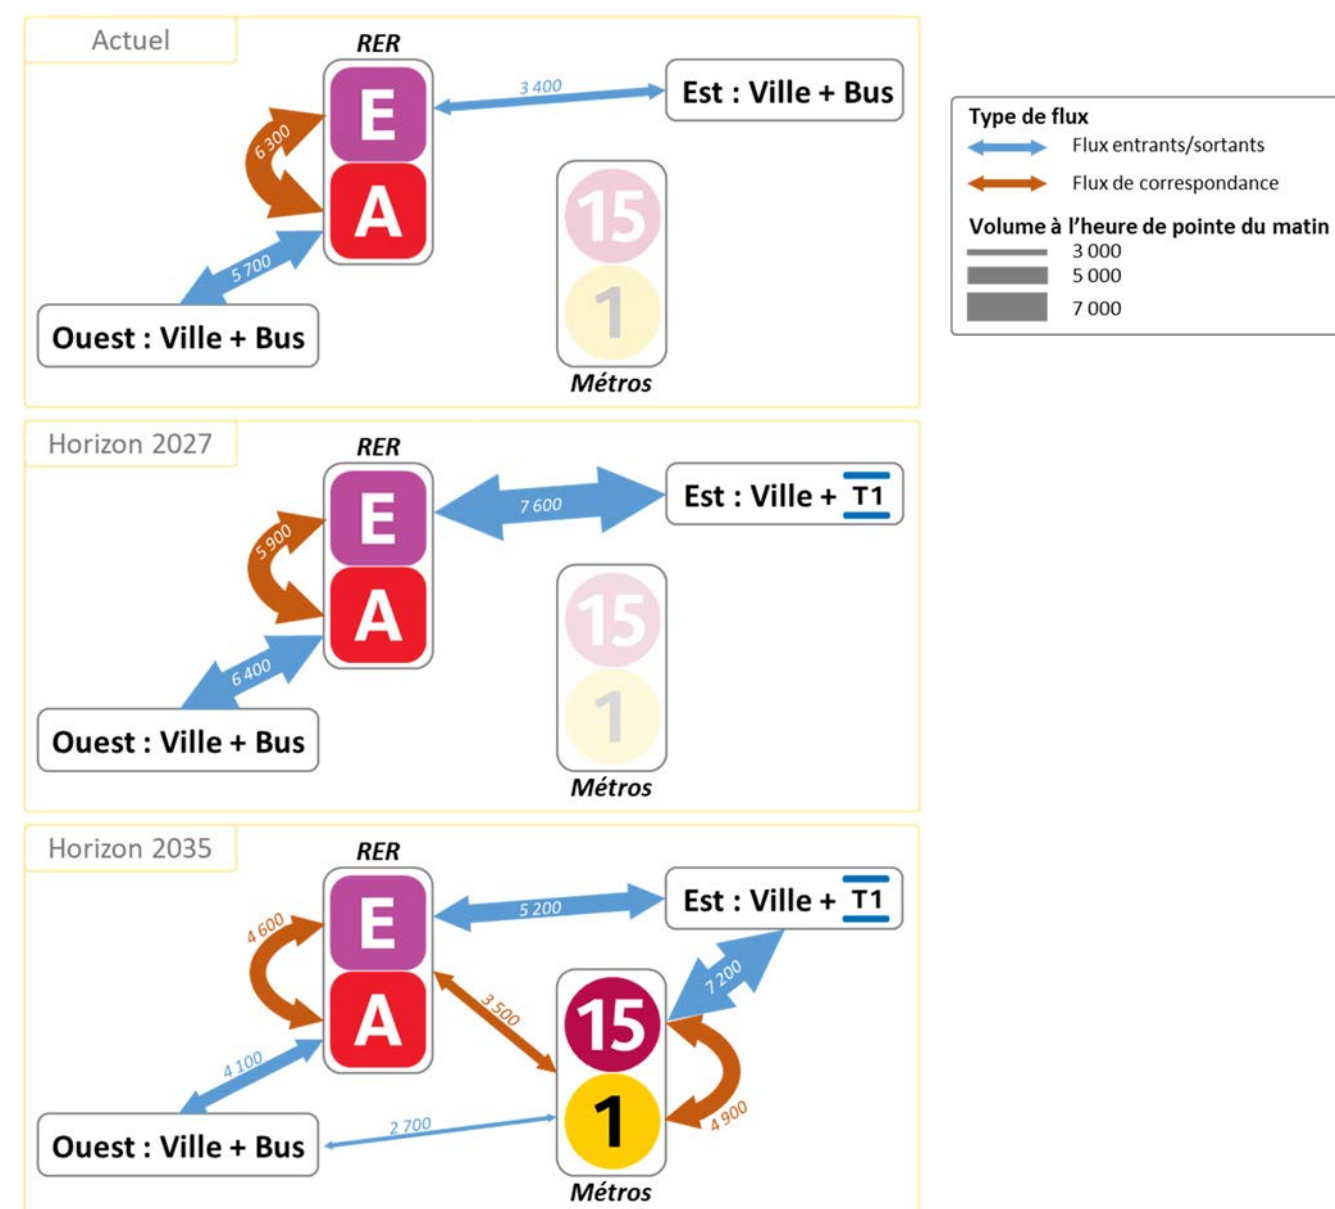 Actuel
RER
E
A
6 300
3 400
Est : Ville + Bus
5 700
Ouest : Ville + Bus
15
1
Métros
Type de flux
Flux entrants/sortants
Flux de correspondance
Volume à l'heure de pointe du matin
3 000
5 000
7 000
Horizon 2027
RER
E
A
5 900
7 600
Est : Ville + T1
6 400
Ouest : Ville + Bus
15
1
Métros
Horizon 2035
RER
E
A
4 600
5 200
Est : Ville + T1
3 500
7 200
4 100
2 700
Ouest : Ville + Bus
15
1
4 900
Métros